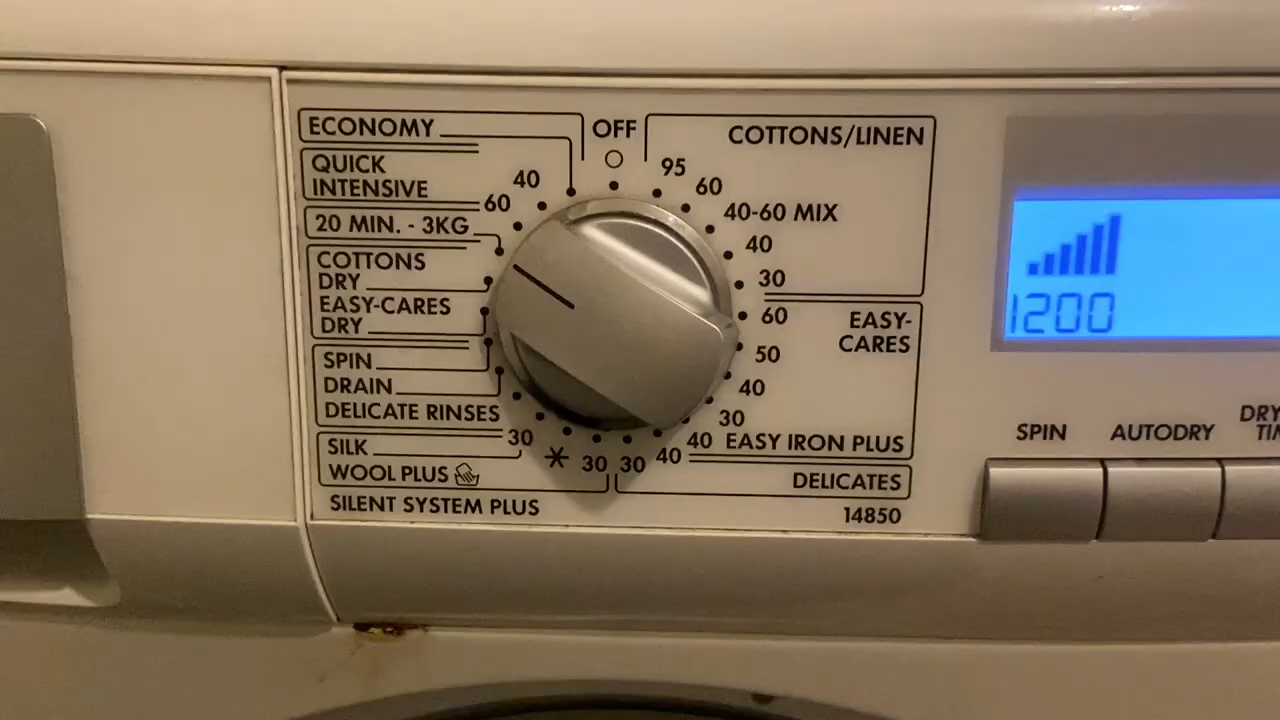 ECONOMY
QUICK
INTENSIVE
40
60
20 MIN. - 3KG
COTTONS
DRY
EASY-CARES
DRY
SPIN
DRAIN
DELICATE RINSES
SILK
30
WOOL PLUS
30
SILENT SYSTEM PLUS
OFF
COTTONS/LINEN
95
60
40-60 MIX
40
30
60
EASY-
CARES
50
40
30
40 EASY IRON PLUS
40
30
DELICATES
14850
1200
SPIN
AUTODRY
DRY